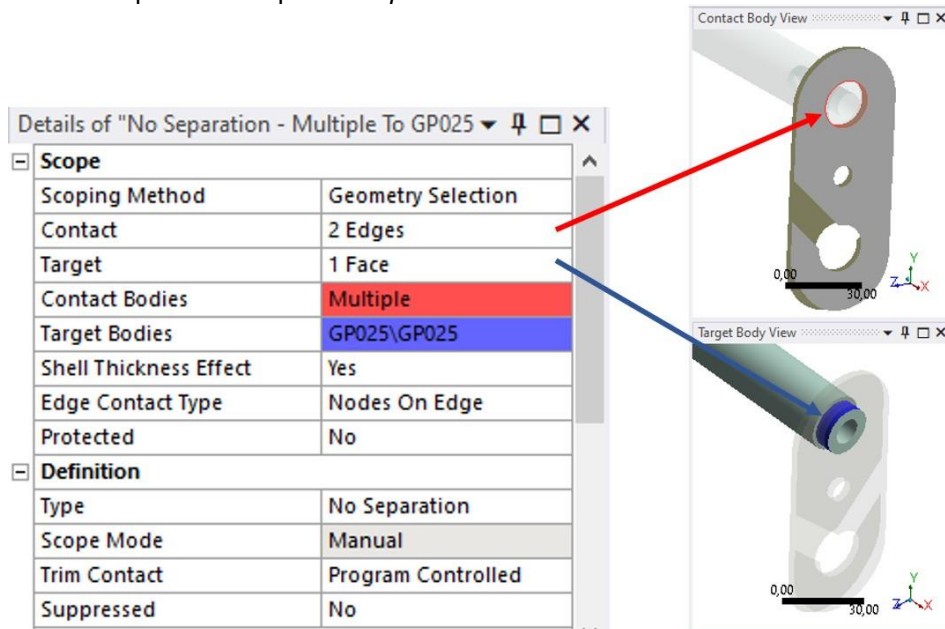 Contact Body View
Details of "No Separation - Multiple To GP025
Scope
Scoping Method Geometry Selection
Contact 2 Edges
Target 1 Face
Contact Bodies Multiple
Target Bodies GP025\GP025
Shell Thickness Effect Yes
Edge Contact Type Nodes On Edge
Protected No
Definition
Type No Separation
Scope Mode Manual
Trim Contact Program Controlled
Suppressed No
0,00
30,00
Y
Z
X
Target Body View
0,00
30,00
Y
Z
X